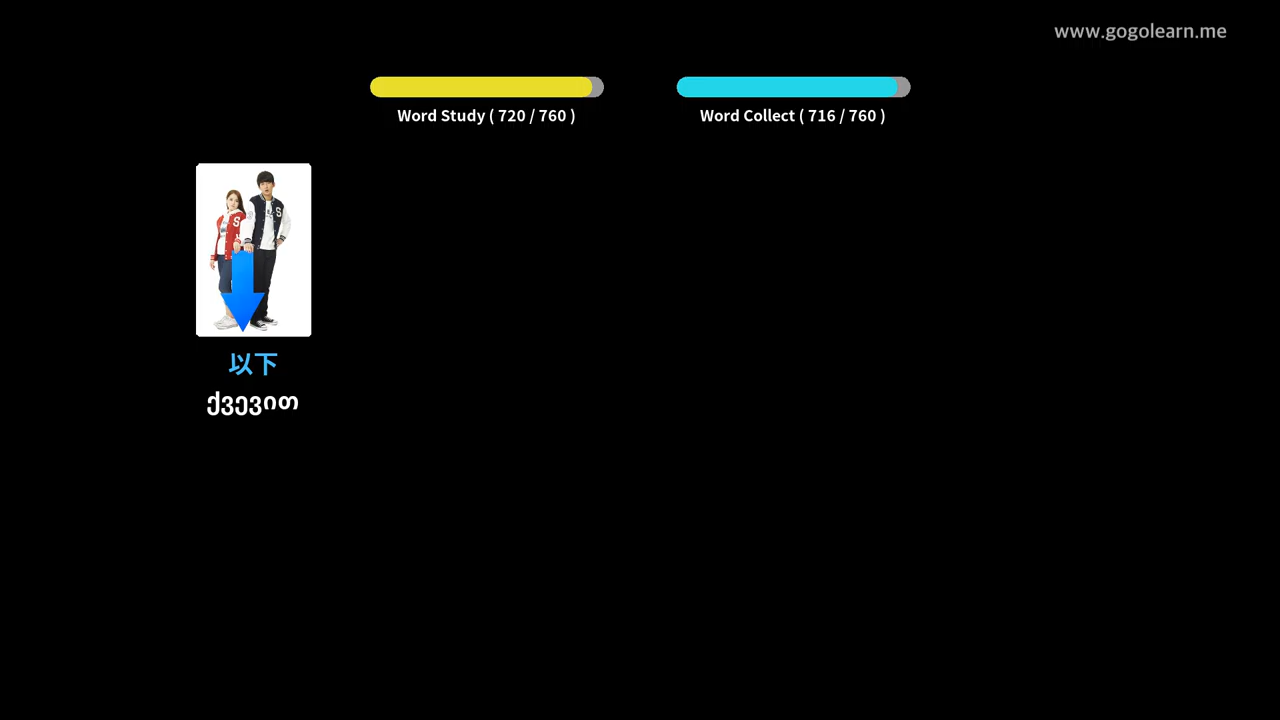 www.gogolearn.me
Word Study ( 720 / 760 )
Word Collect ( 716 / 760 )
S
S
以下
ქვევით